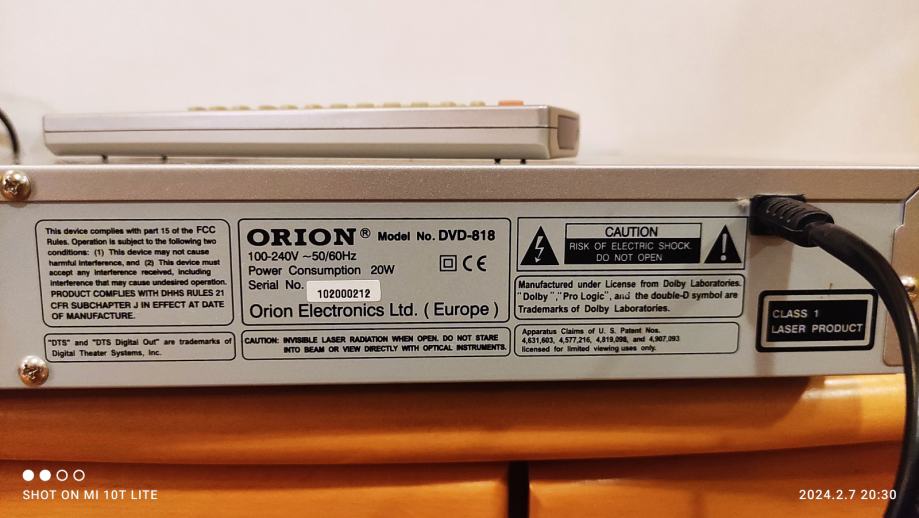 This device complies with part 15 of the FCC
Rules. Operation is subject to the following two
conditions: (1) This device may not cause
harmful interference, and (2) This device must
accept any interference received, including
interference that may cause undesired operation.
PRODUCT COMPLIES WITH DHHS RULES 21
CFR SUBCHAPTER J IN EFFECT AT DATE
OF MANUFACTURE.
"DTS" and "DTS Digital Out" are trademarks of
Digital Theater Systems, Inc.
ORION® Model No. DVD-818
100-240V ~50/60Hz
Power Consumption 20W
CE
Serial No. 102000212
Orion Electronics Ltd. ( Europe )
CAUTION: INVISIBLE LASER RADIATION WHEN OPEN. DO NOT STARE
INTO BEAM OR VIEW DIRECTLY WITH OPTICAL INSTRUMENTS.
CAUTION
RISK OF ELECTRIC SHOCK.
DO NOT OPEN
Manufactured under License from Dolby Laboratories.
"Dolby ","Pro Logic", and the double-D symbol are
Trademarks of Dolby Laboratories.
Apparatus Claims of U. S. Patent Nos.
4,631,603, 4,577,216, 4,819,098, and 4,907,093
licensed for limited viewing uses only.
CLASS 1
LASER PRODUCT
SHOT ON MI 10T LITE
2024.2.7 20:30